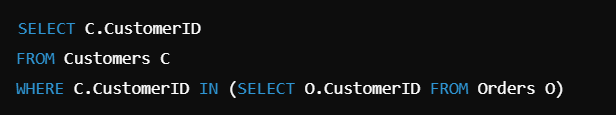 SELECT C.CustomerID
FROM Customers C
WHERE C.CustomerID IN (SELECT O.CustomerID FROM Orders O)